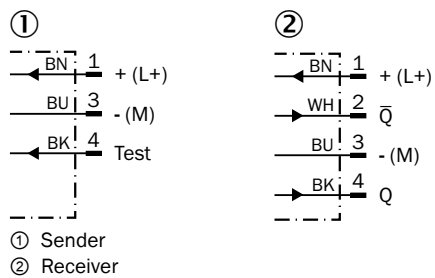 ① ②
BN 1 + (L+)
BU 3 - (M)
BK 4 Test
BN 1 + (L+)
WH 2 Q̅
BU 3 - (M)
BK 4 Q
① Sender
② Receiver